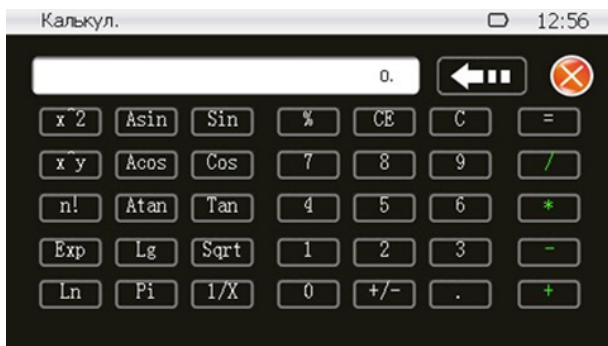 Калькул. 12:56
0.
x^2 Asin Sin % CE C =
x^y Acos Cos 7 8 9 /
n! Atan Tan 4 5 6 *
Exp Lg Sqrt 1 2 3 -
Ln Pi 1/X 0 +/- . +